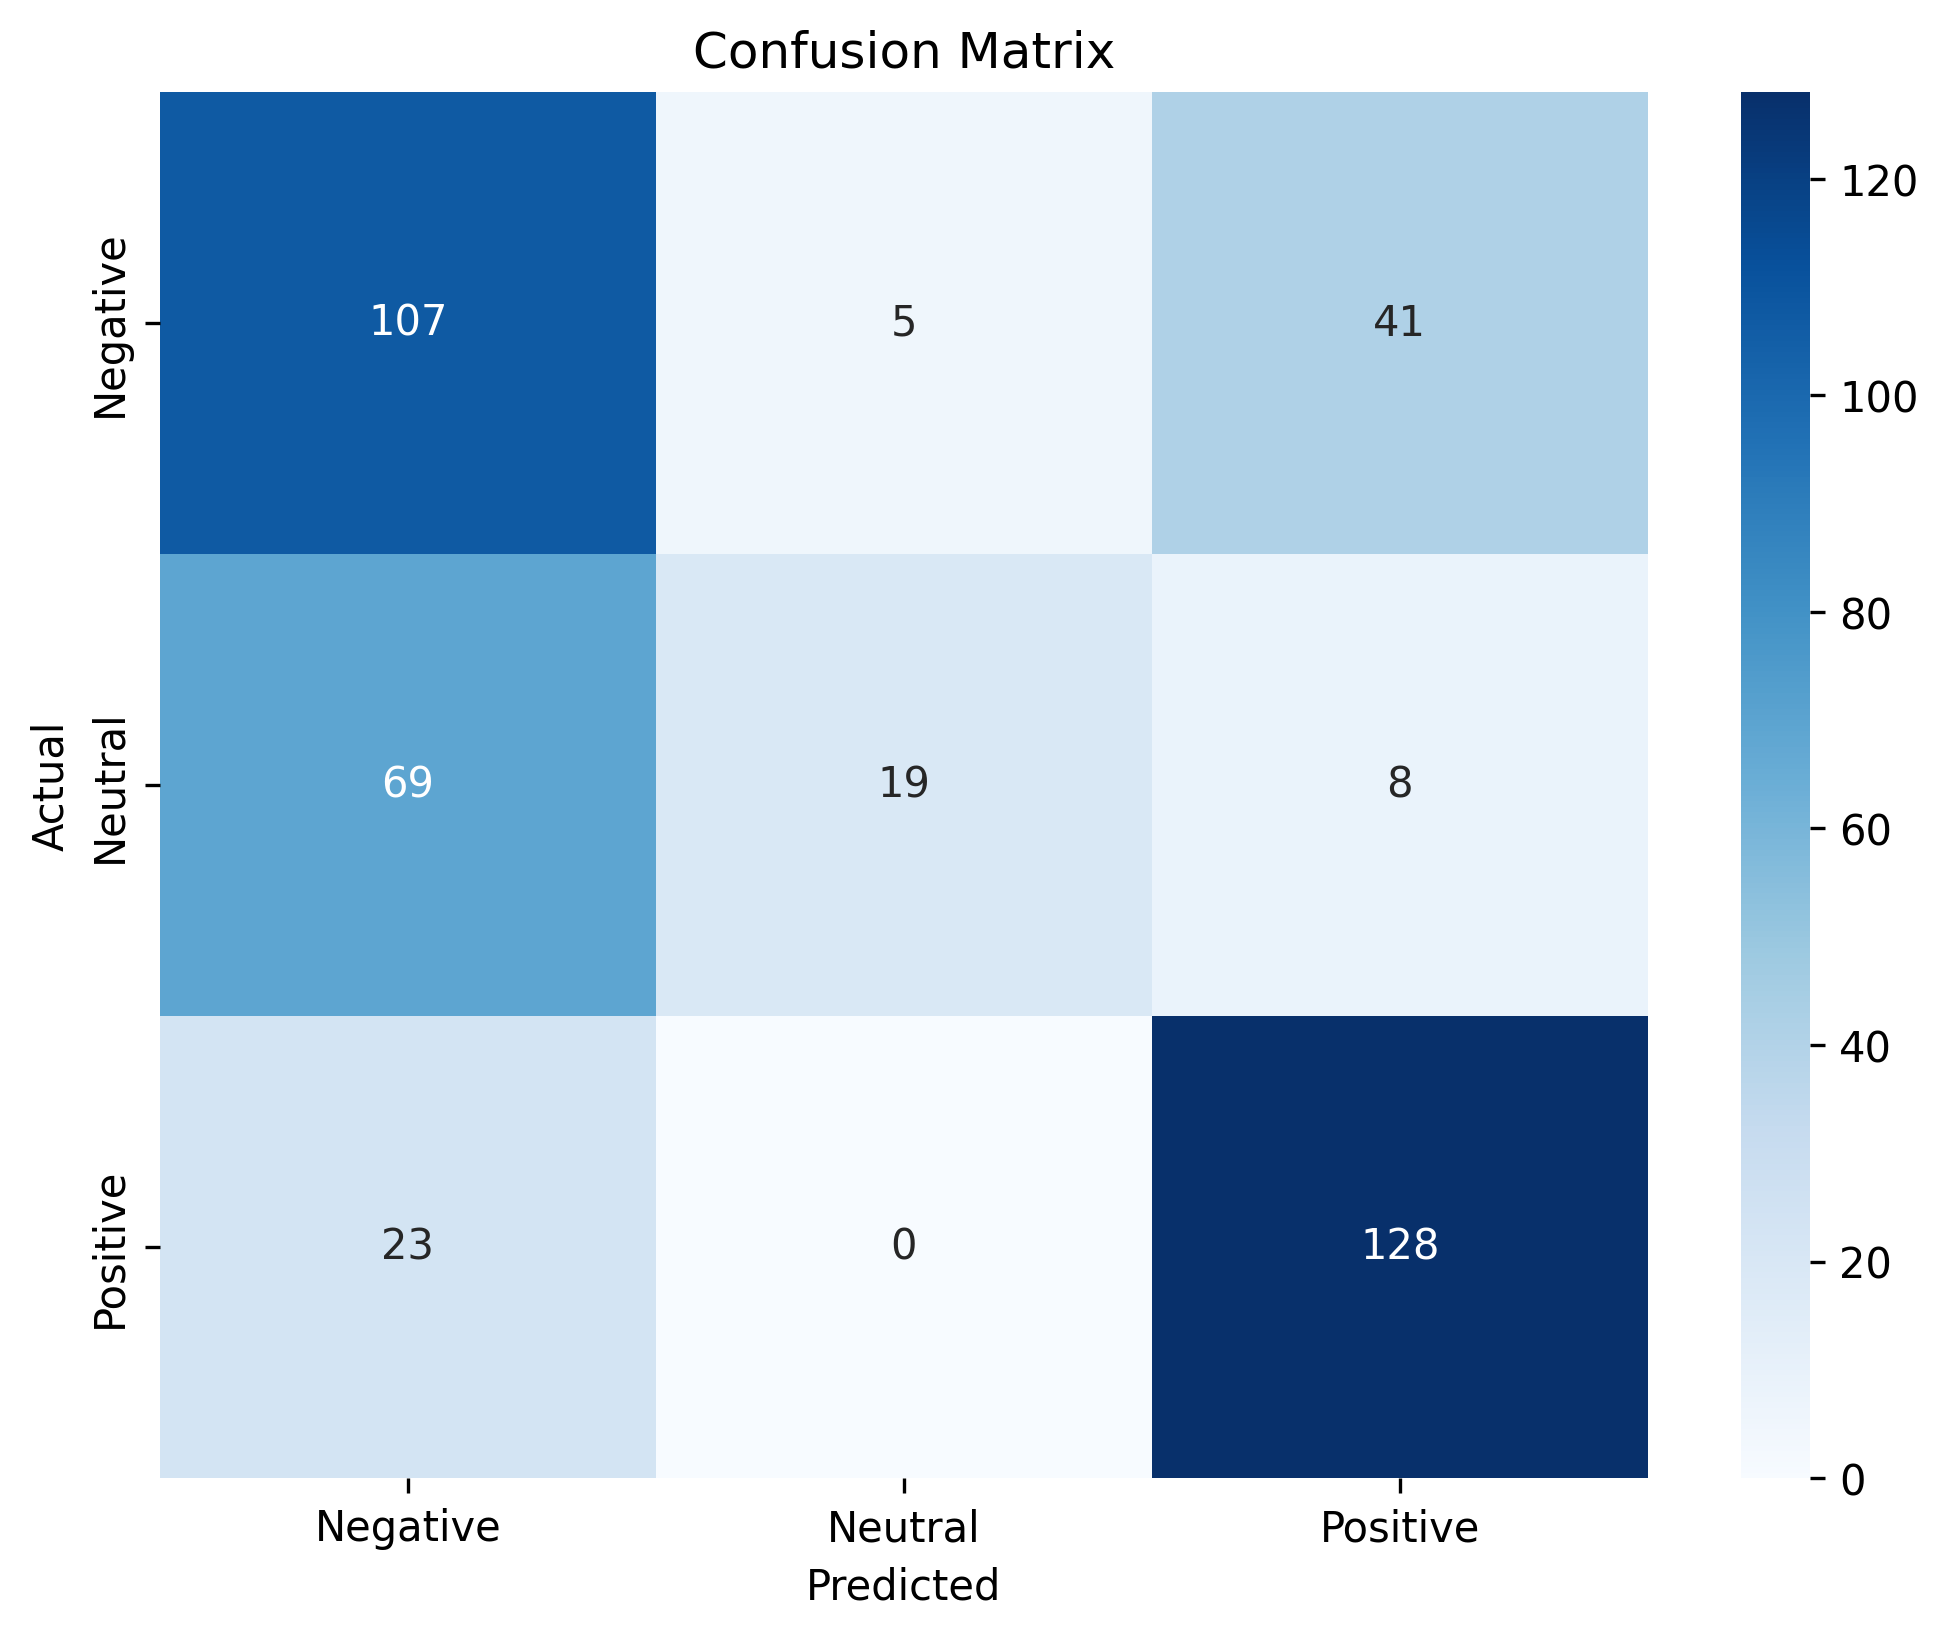 Confusion Matrix
Actual
Negative
107 5 41
Neutral
69 19 8
Positive
23 0 128
Negative Neutral Positive
Predicted
120
100
80
60
40
20
0